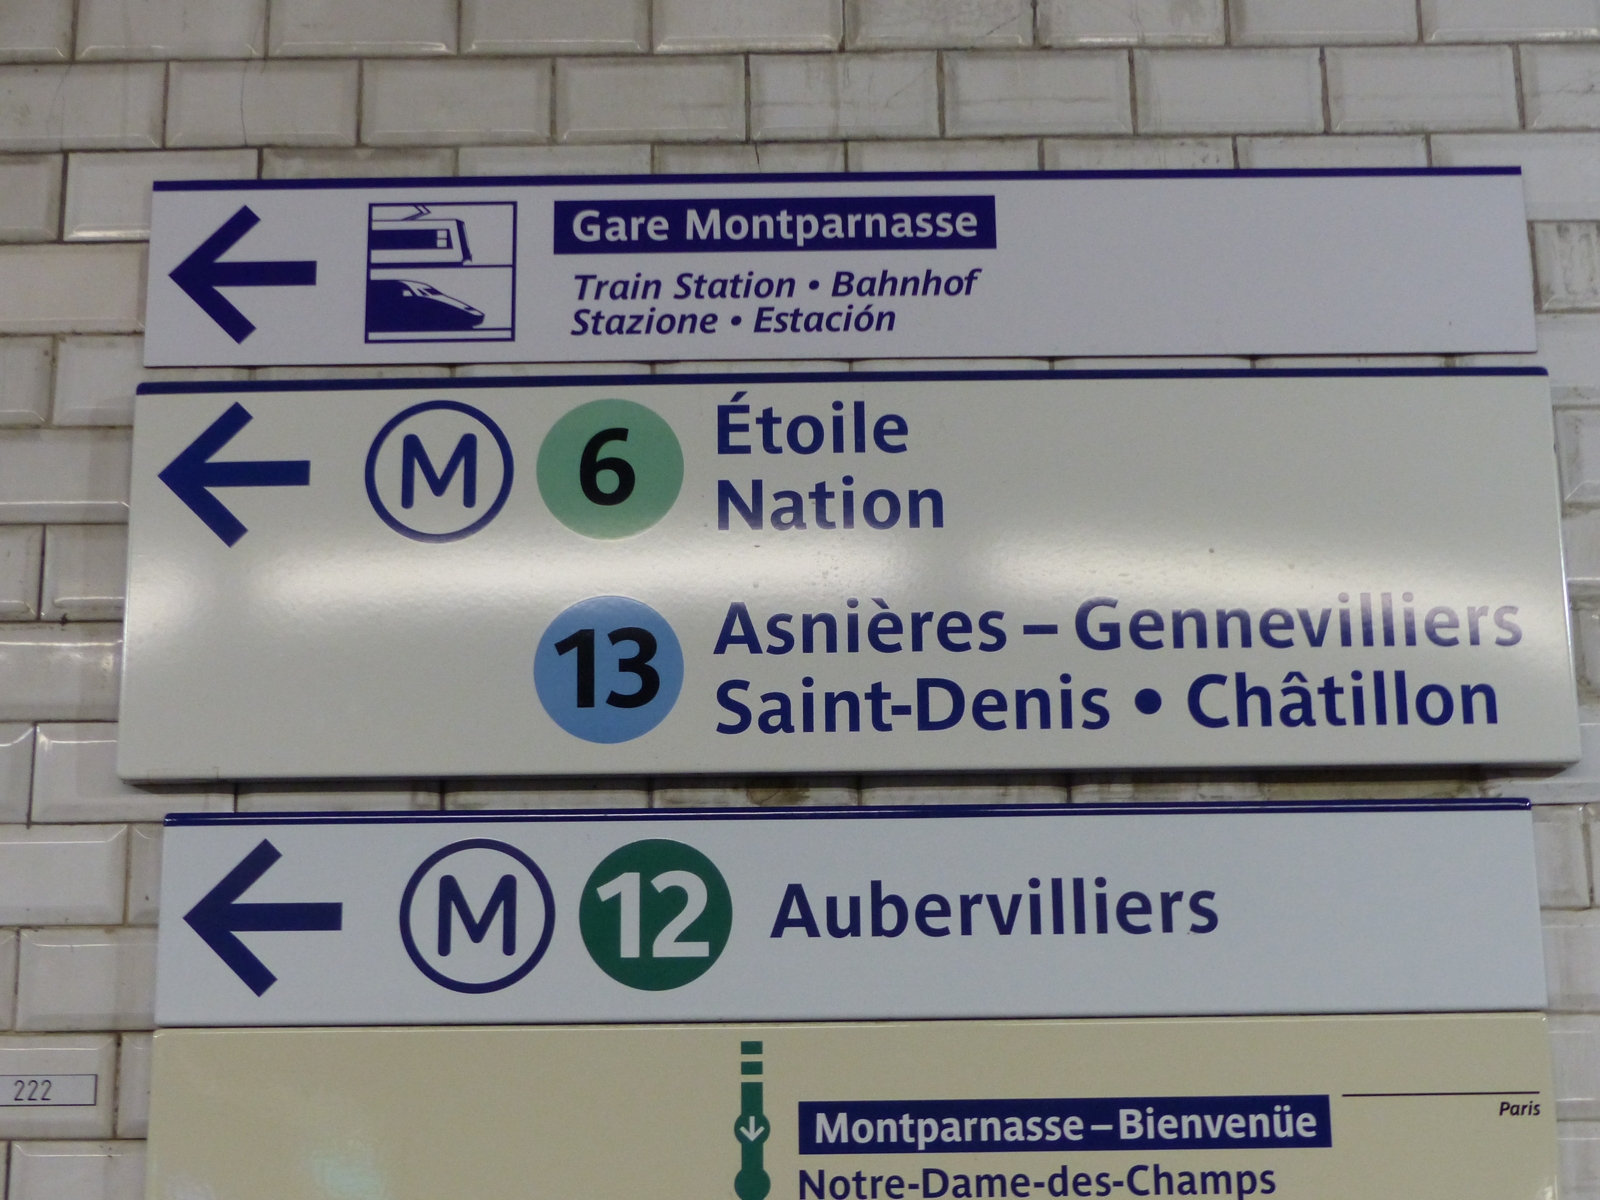 Gare Montparnasse
Train Station • Bahnhof
Stazione • Estación
M 6 Étoile
Nation
13 Asnières – Gennevilliers
Saint-Denis • Châtillon
M 12 Aubervilliers
222
Montparnasse – Bienvenüe
Paris
Notre-Dame-des-Champs